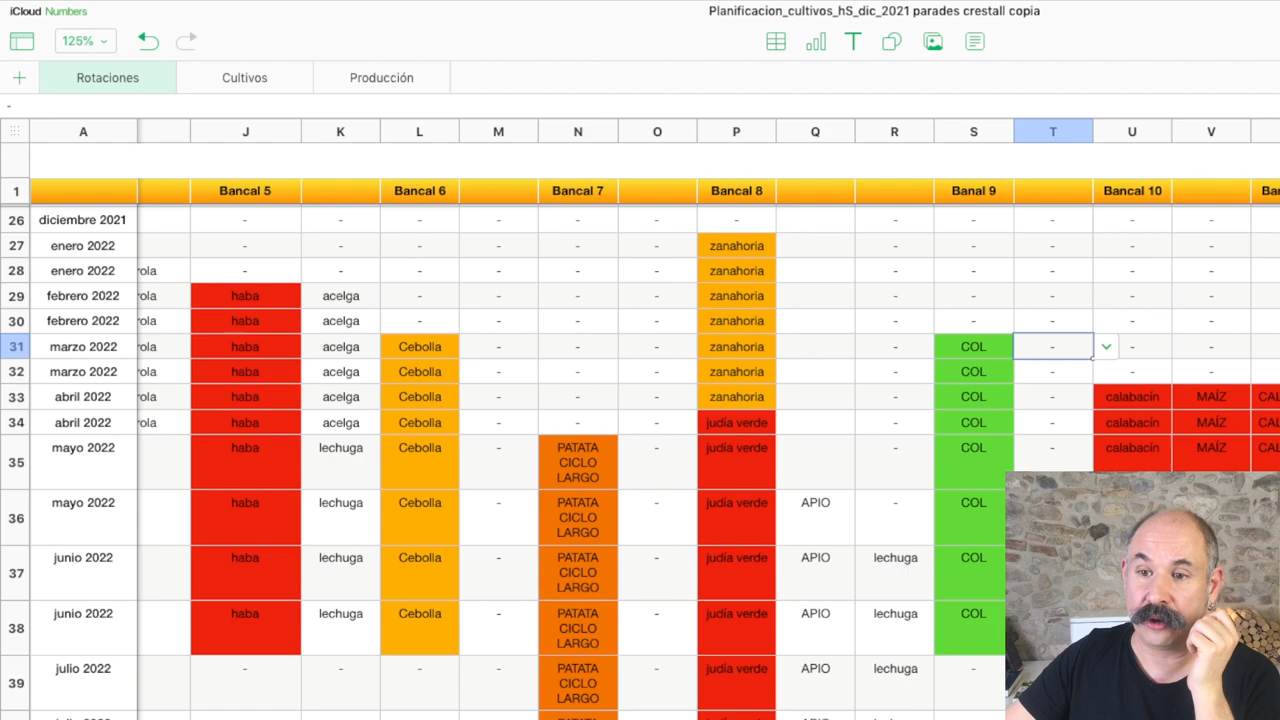 iCloud Numbers
Planificacion_cultivos_hS_dic_2021 parades crestall copia
125%
+ Rotaciones Cultivos Producción
-
A J K L M N O P Q R S T U V
1 Bancal 5 Bancal 6 Bancal 7 Bancal 8 Banal 9 Bancal 10 Ba
26 diciembre 2021 - - - - - - - - - - - -
27 enero 2022 - - - - - - zanahoria - - - - -
28 enero 2022 rola - - - - - - zanahoria - - - - -
29 febrero 2022 rola haba acelga - - - - zanahoria - - - - -
30 febrero 2022 rola haba acelga - - - - zanahoria - - - - -
31 marzo 2022 rola haba acelga Cebolla - - - zanahoria - COL - - -
32 marzo 2022 rola haba acelga Cebolla - - - zanahoria - COL - - -
33 abril 2022 rola haba acelga Cebolla - - - zanahoria - COL - calabacín MAÍZ CAL
34 abril 2022 rola haba acelga Cebolla - - - judía verde - COL - calabacín MAÍZ CAL
35 mayo 2022 haba lechuga Cebolla - PATATA CICLO LARGO - judía verde - COL - calabacín MAÍZ CAL
36 mayo 2022 haba lechuga Cebolla - PATATA CICLO LARGO - judía verde APIO - COL
37 junio 2022 haba lechuga Cebolla - PATATA CICLO LARGO - judía verde APIO lechuga COL
38 junio 2022 haba lechuga Cebolla - PATATA CICLO LARGO - judía verde APIO lechuga COL
39 julio 2022 - - - - PATATA CICLO LARGO - judía verde APIO lechuga -